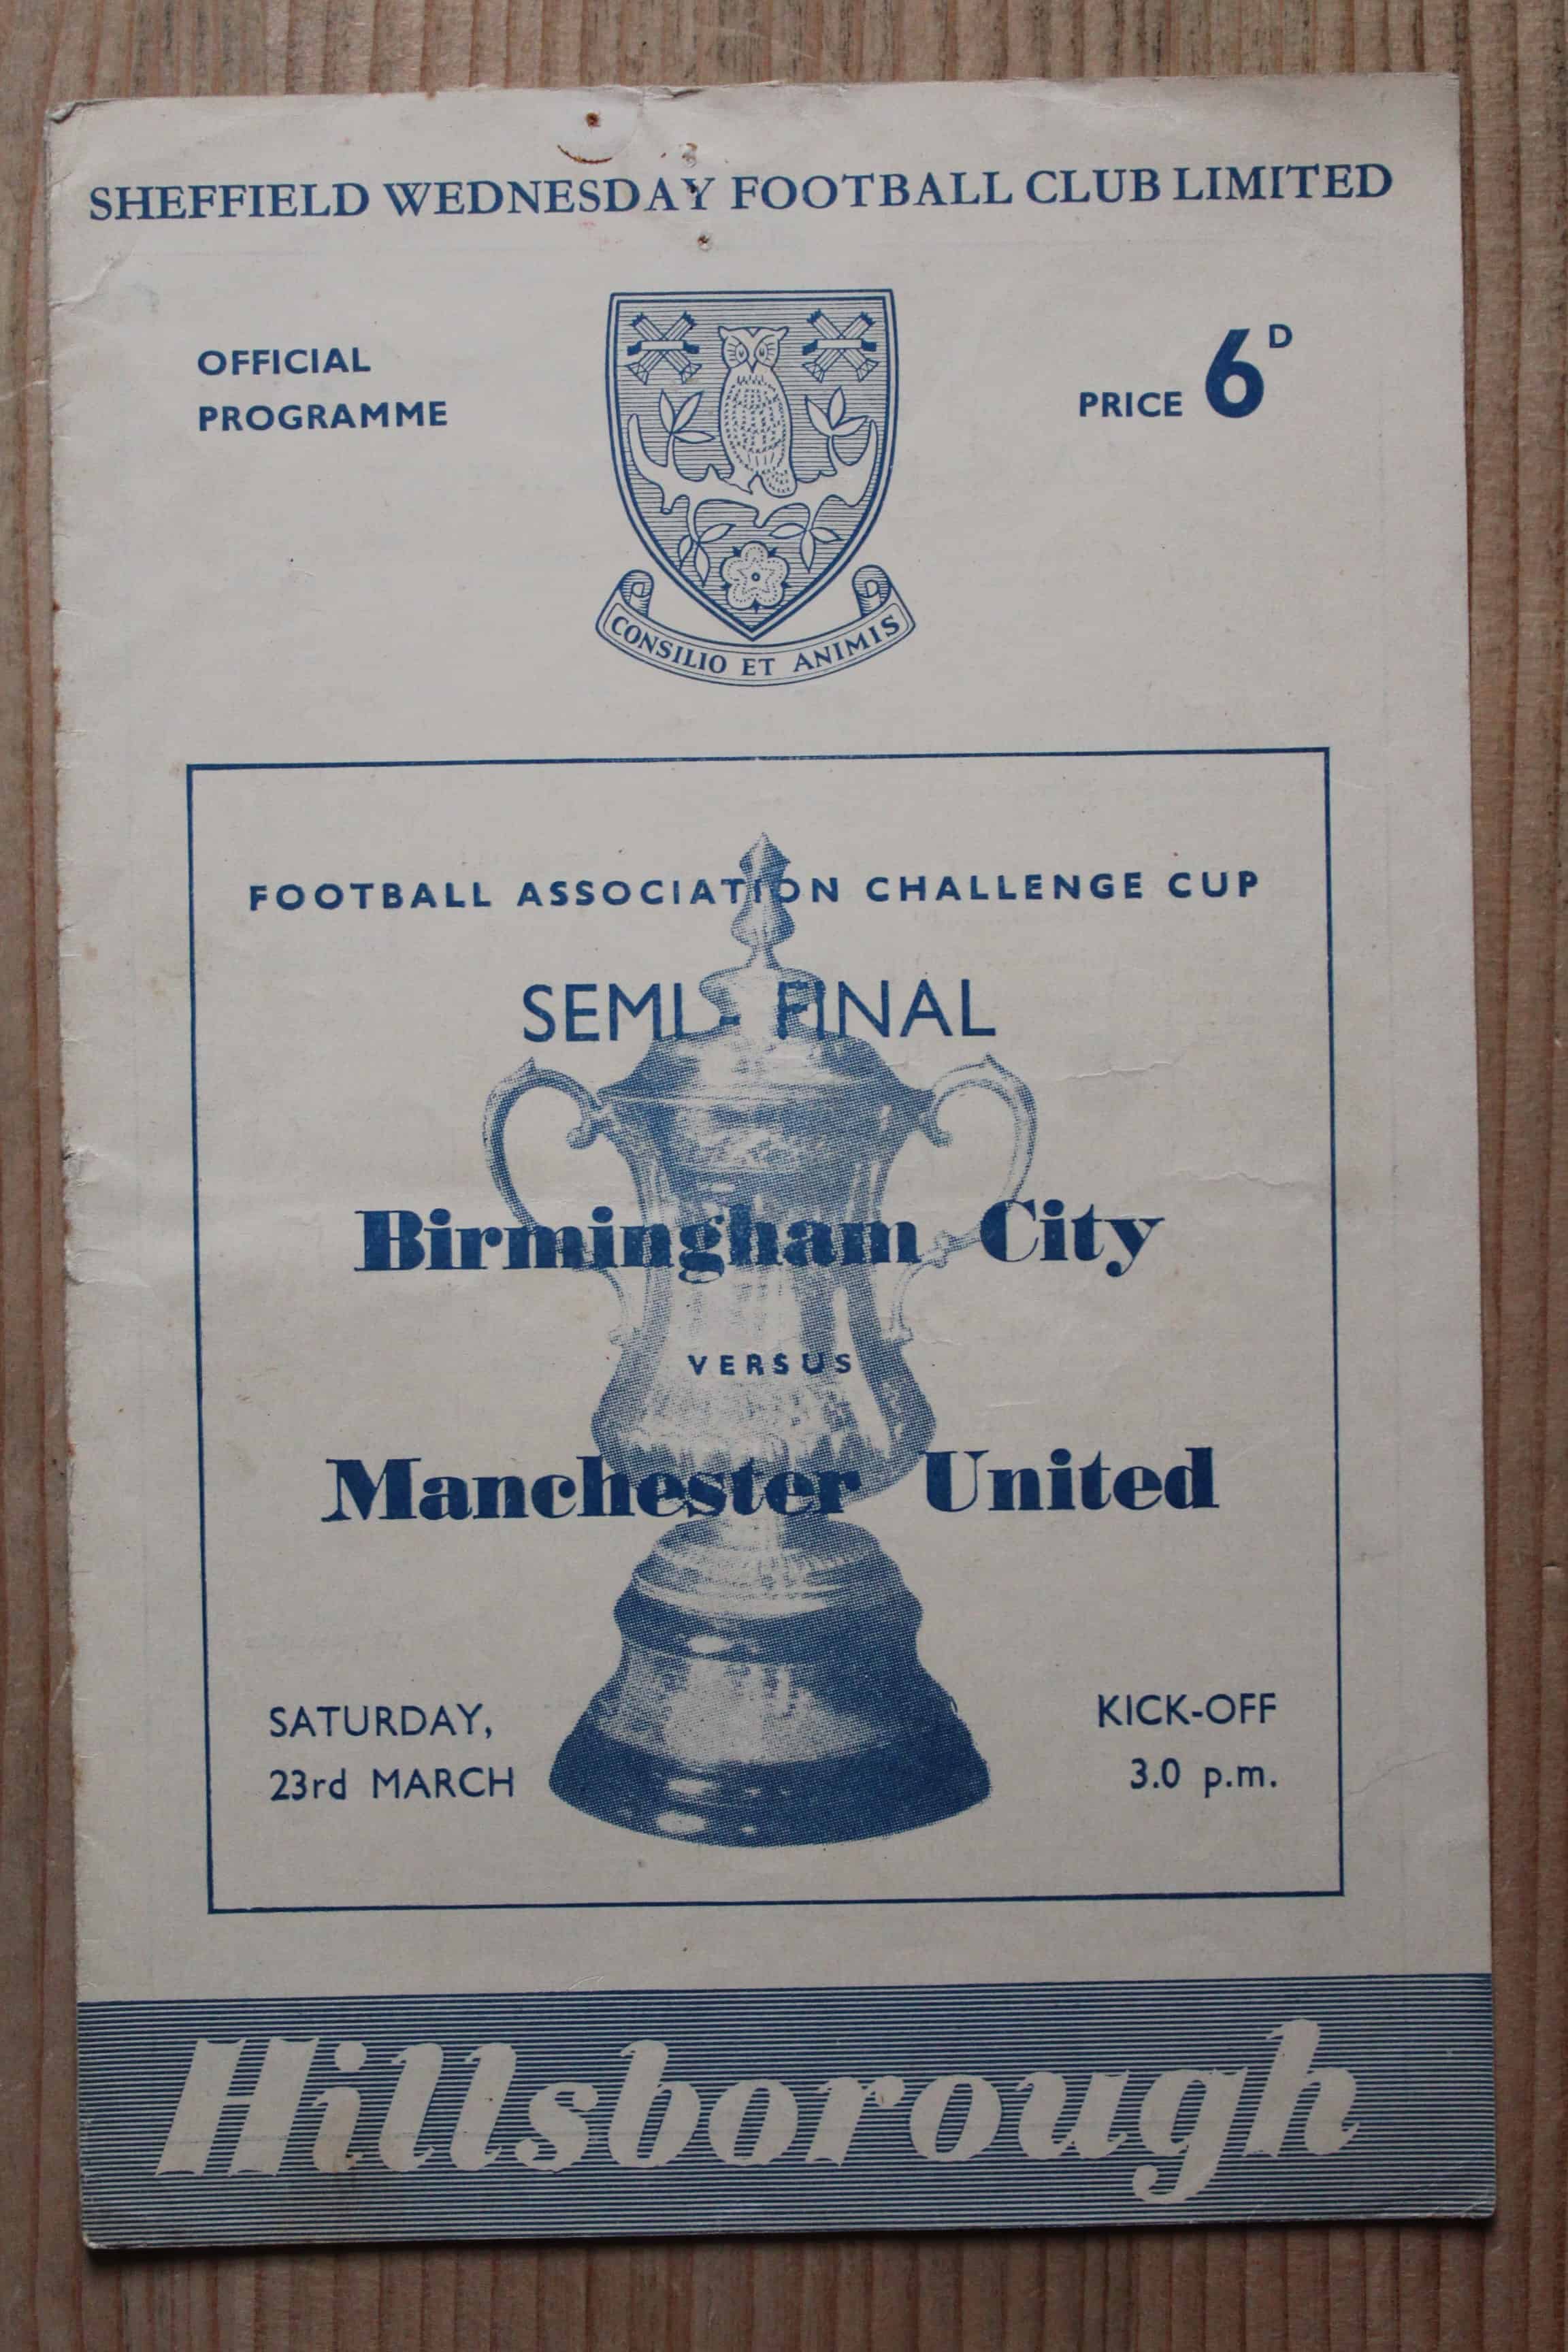 SHEFFIELD WEDNESDAY FOOTBALL CLUB LIMITED
OFFICIAL
PROGRAMME
PRICE 6D
CONSILIO ET ANIMIS
FOOTBALL ASSOCIATION CHALLENGE CUP
SEMI - FINAL
Birmingham City
VERSUS
Manchester United
SATURDAY,
23rd MARCH
KICK-OFF
3.0 p.m.
Hillsborough